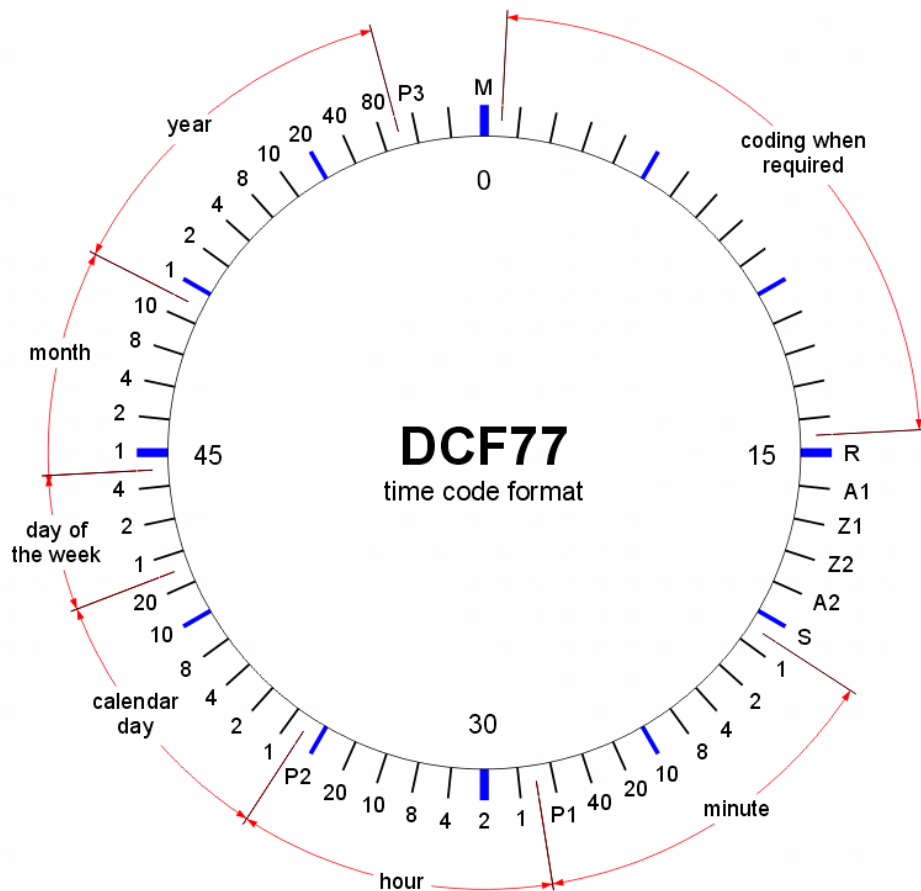 M
0
coding when
required
15
R
A1
Z1
Z2
A2
S
1
2
4
8
10
20
40
P1
minute
30
1
2
4
8
10
20
P2
hour
1
2
4
8
10
20
calendar
day
1
2
4
day of
the week
45
1
2
4
8
10
month
1
2
4
8
10
20
40
80
year
P3
DCF77
time code format